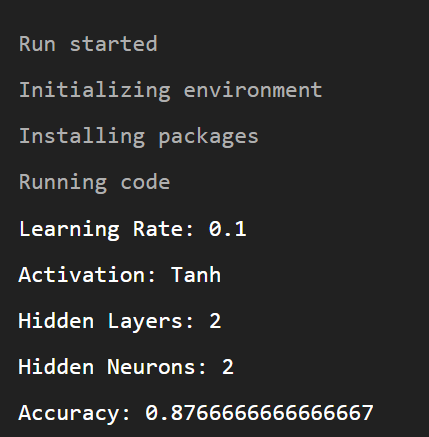 Run started
Initializing environment
Installing packages
Running code
Learning Rate: 0.1
Activation: Tanh
Hidden Layers: 2
Hidden Neurons: 2
Accuracy: 0.8766666666666667